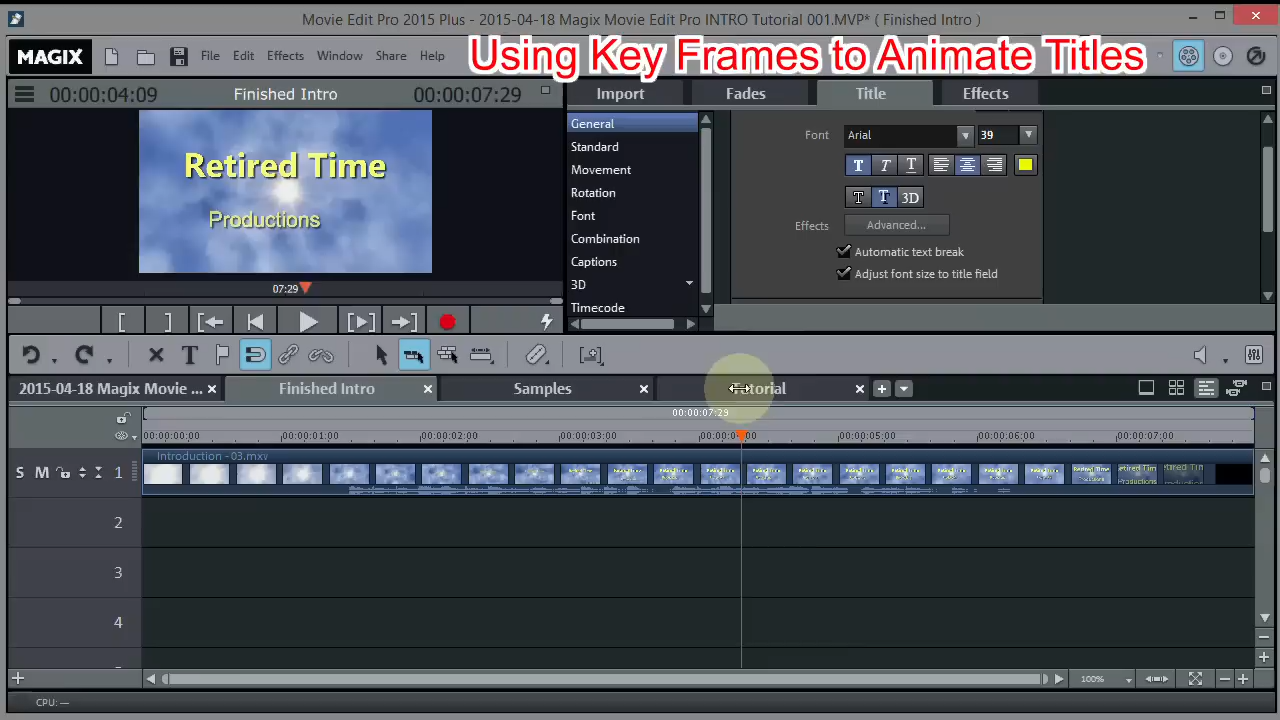 Movie Edit Pro 2015 Plus - 2015-04-18 Magix Movie Edit Pro INTRO Tutorial 001.MVP* ( Finished Intro )
MAGIX File Edit Effects Window Share Help
Using Key Frames to Animate Titles
00:00:04:09 Finished Intro 00:00:07:29
Import Fades Title Effects
Retired Time
Productions
07:29
General
Standard
Movement
Rotation
Font
Combination
Captions
3D
Timecode
Font Arial 39
T T T
T T 3D
Effects Advanced...
Automatic text break
Adjust font size to title field
T
2015-04-18 Magix Movie ... Finished Intro Samples Tutorial
00:00:07:29
00:00:00:00 00:00:01:00 00:00:02:00 00:00:03:00 00:00:05:00 00:00:06:00 00:00:07:00
Introduction - 03.mxv
S M 1
2
3
4
100%
CPU: —